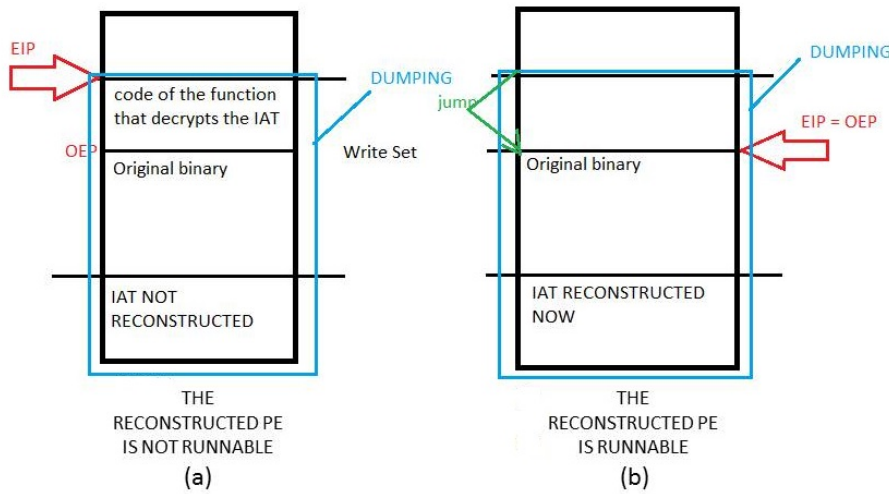 EIP
DUMPING
code of the function
that decrypts the IAT
OEP
Original binary
Write Set
IAT NOT
RECONSTRUCTED
THE
RECONSTRUCTED PE
IS NOT RUNNABLE
(a)
DUMPING
jump
EIP = OEP
Original binary
IAT RECONSTRUCTED
NOW
THE
RECONSTRUCTED PE
IS RUNNABLE
(b)